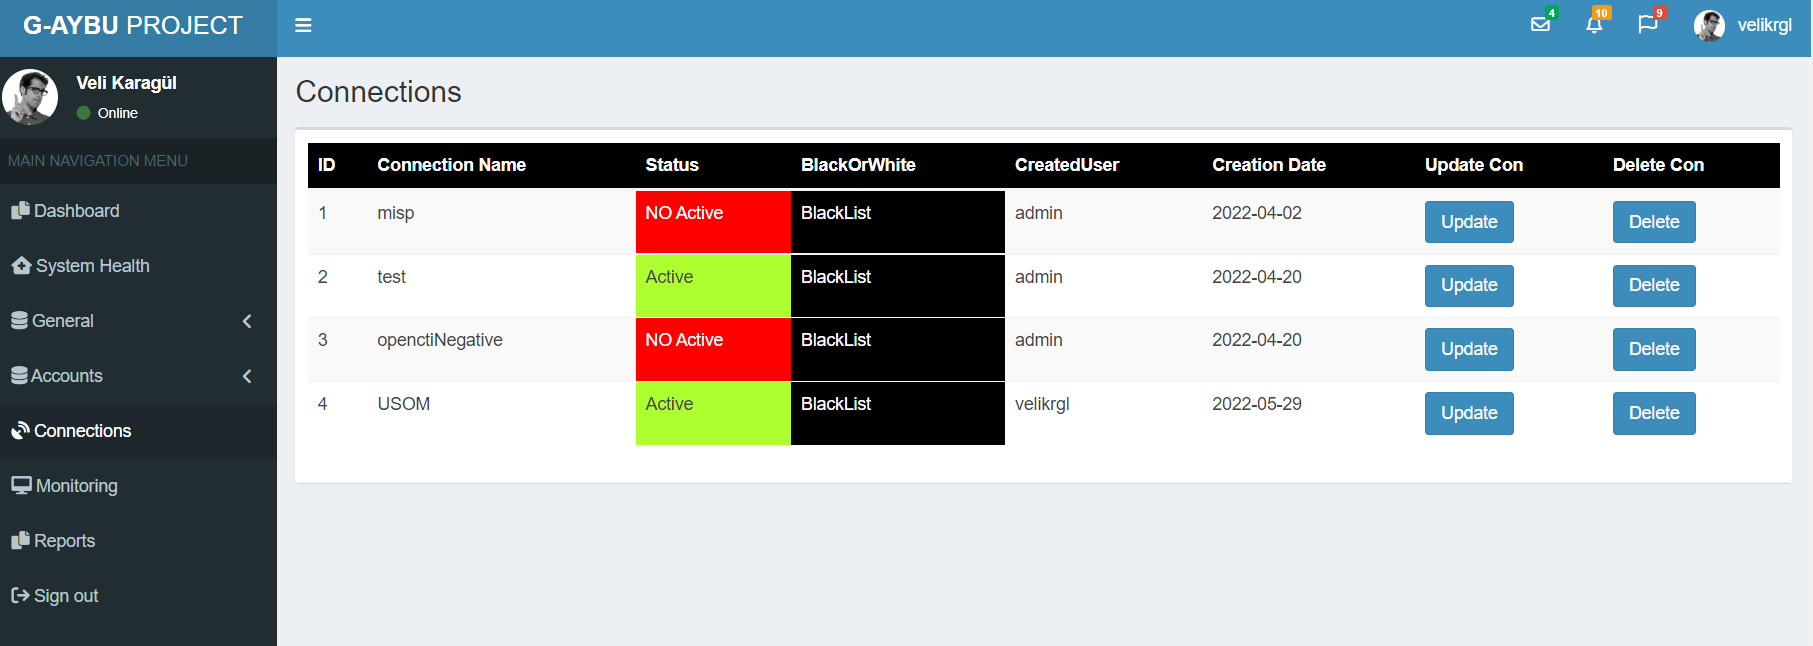 G-AYBU PROJECT
4
10
9
velikrgl
Veli Karagül
Online
MAIN NAVIGATION MENU
Dashboard
System Health
General
Accounts
Connections
Monitoring
Reports
Sign out
Connections
ID Connection Name Status BlackOrWhite CreatedUser Creation Date Update Con Delete Con
1 misp NO Active BlackList admin 2022-04-02 Update Delete
2 test Active BlackList admin 2022-04-20 Update Delete
3 openctiNegative NO Active BlackList admin 2022-04-20 Update Delete
4 USOM Active BlackList velikrgl 2022-05-29 Update Delete